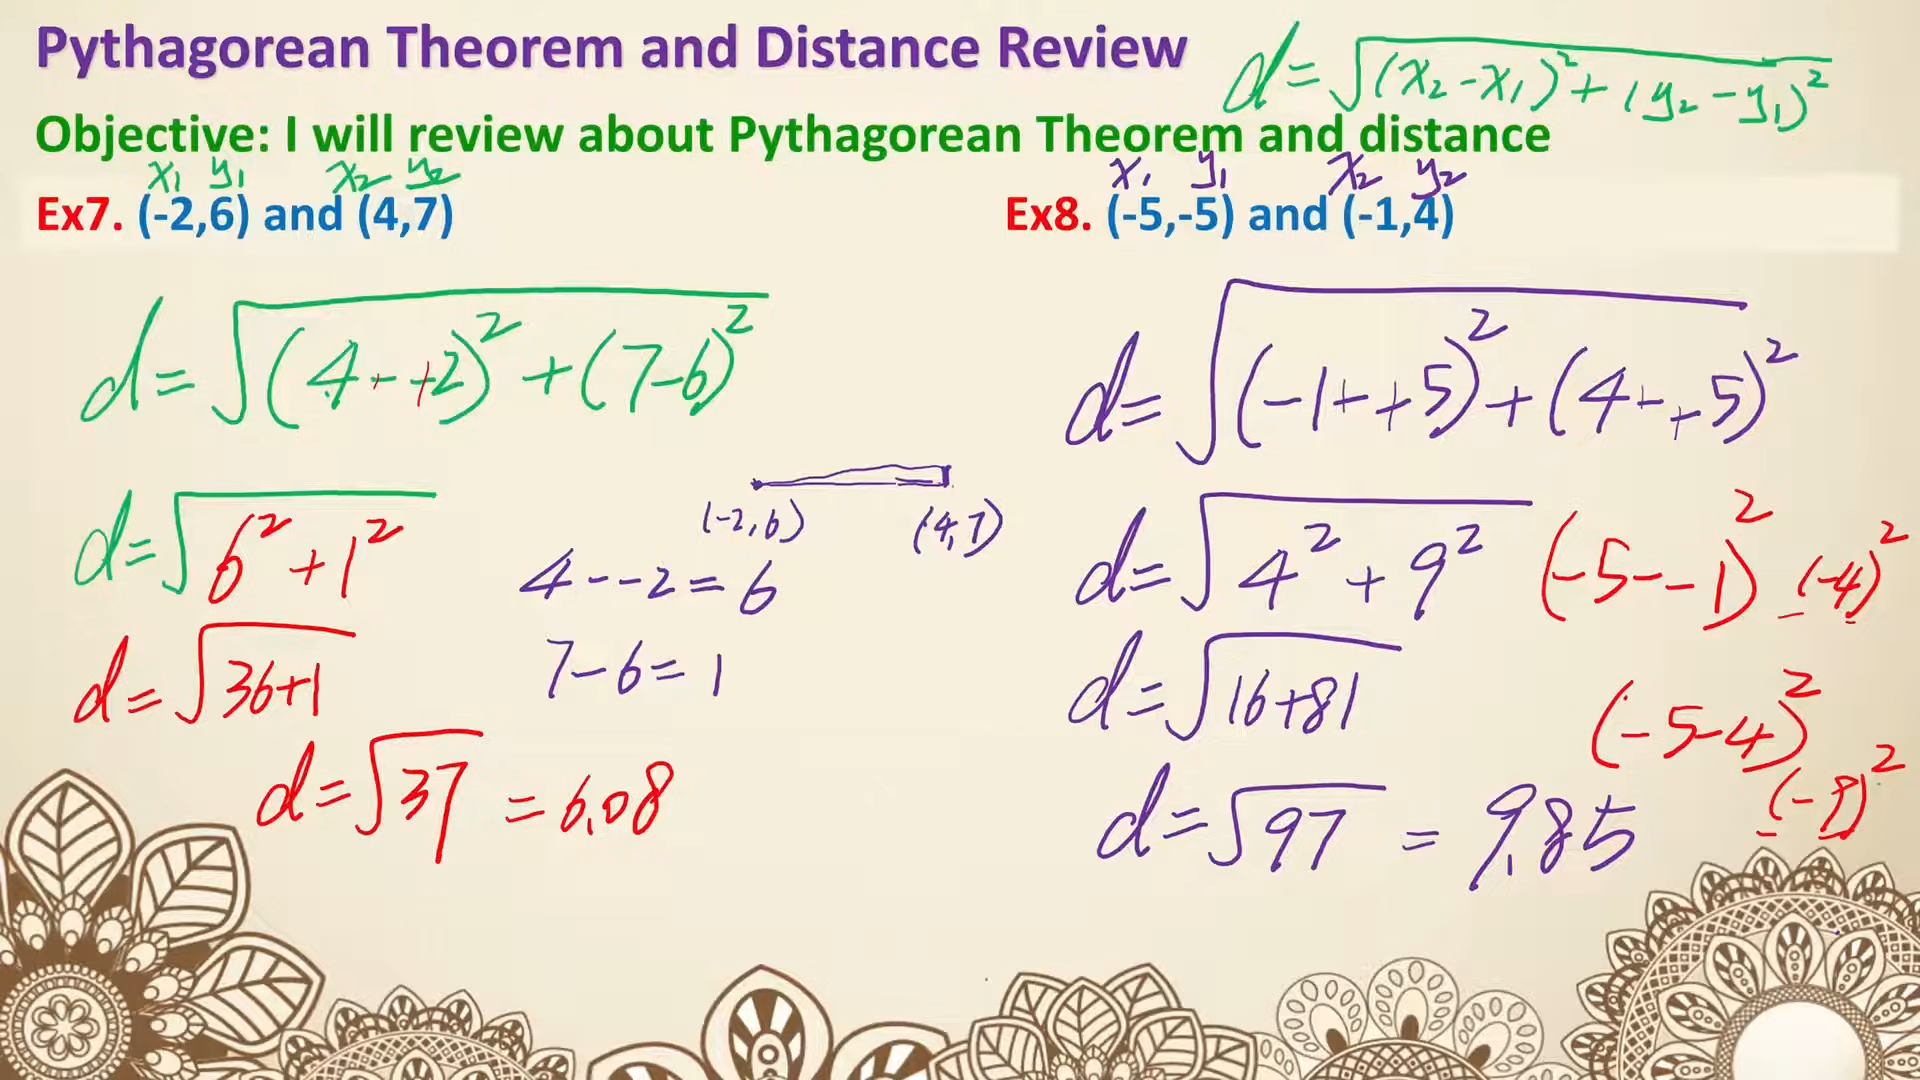 Pythagorean Theorem and Distance Review
d=√(x₂-x₁)²+(y₂-y₁)²
Objective: I will review about Pythagorean Theorem and distance
x₁ y₁ x₂ y₂
Ex7. (-2,6) and (4,7)
d=√(4-+2)²+(7-6)²
d=√6²+1²
d=√36+1
d=√37 = 6.08
(-2,6) (4,7)
4--2=6
7-6=1
x₁ y₁ x₂ y₂
Ex8. (-5,-5) and (-1,4)
d=√(-1++5)²+(4-+5)²
d=√4²+9²
d=√16+81
d=√97 = 9.85
(-5--1)² (-4)²
(-5-4)²
(-9)²